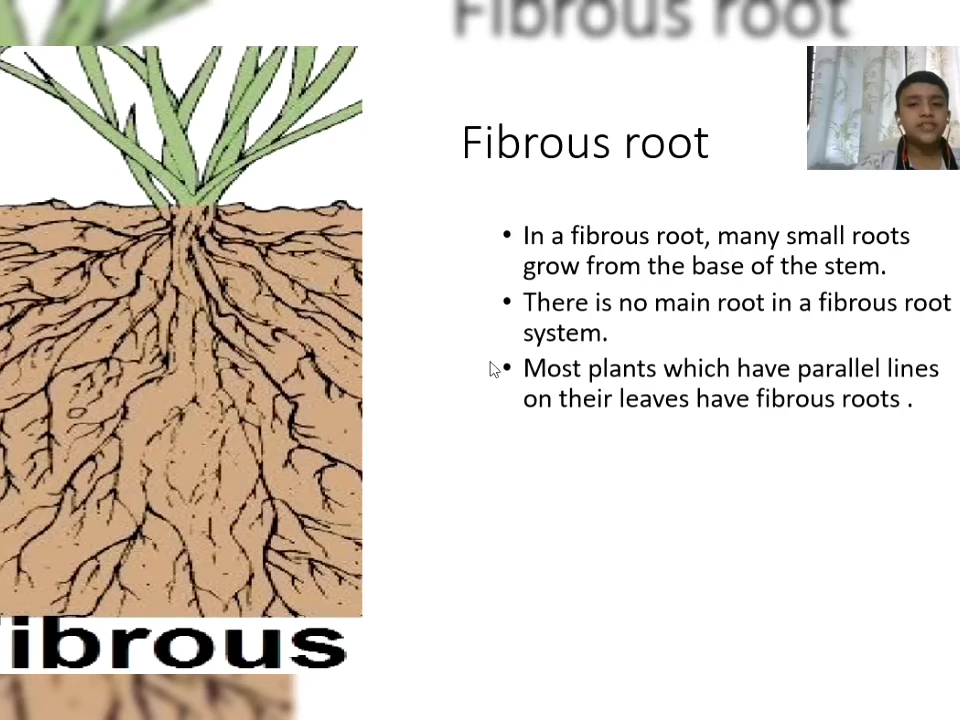 Fibrous root
Fibrous root
• In a fibrous root, many small roots
grow from the base of the stem.
• There is no main root in a fibrous root
system.
• Most plants which have parallel lines
on their leaves have fibrous roots .
ibrous